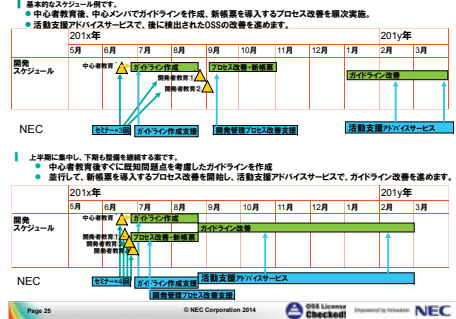 基本的なスケジュール例です。
● 中心者教育後、中心メンバでガイドラインを作成、新帳票を導入するプロセス改善を順次実施。
● 活動支援アドバイスサービスで、後に検出されたOSSの改善を進めます。
201x年 201y年
5月 6月 7月 8月 9月 10月 11月 12月 1月 2月 3月
開発
スケジュール
中心者教育
ガイドライン作成
プロセス改善・新帳票
開発者教育1
開発者教育2
ガイドライン改善
NEC
セミナー×3回
ガイドライン作成支援
開発管理プロセス改善支援
活動支援アドバイスサービス
上半期に集中し、下期も整備を継続する案です。
● 中心者教育後すぐに既知問題点を考慮したガイドラインを作成
● 並行して、新帳票を導入するプロセス改善を開始し、活動支援アドバイスサービスで、ガイドライン改善を進めます。
201x年 201y年
5月 6月 7月 8月 9月 10月 11月 12月 1月 2月 3月
開発
スケジュール
中心者教育
ガイドライン作成
ガイドライン改善
開発者教育1
プロセス改善・新帳票
開発者教育
開発者教育
NEC
セミナー×4回
ガイドライン作成支援
活動支援アドバイスサービス
開発管理プロセス改善支援
Page 25
© NEC Corporation 2014
OSS License
Checked!!
Empowered by Innovation
NEC